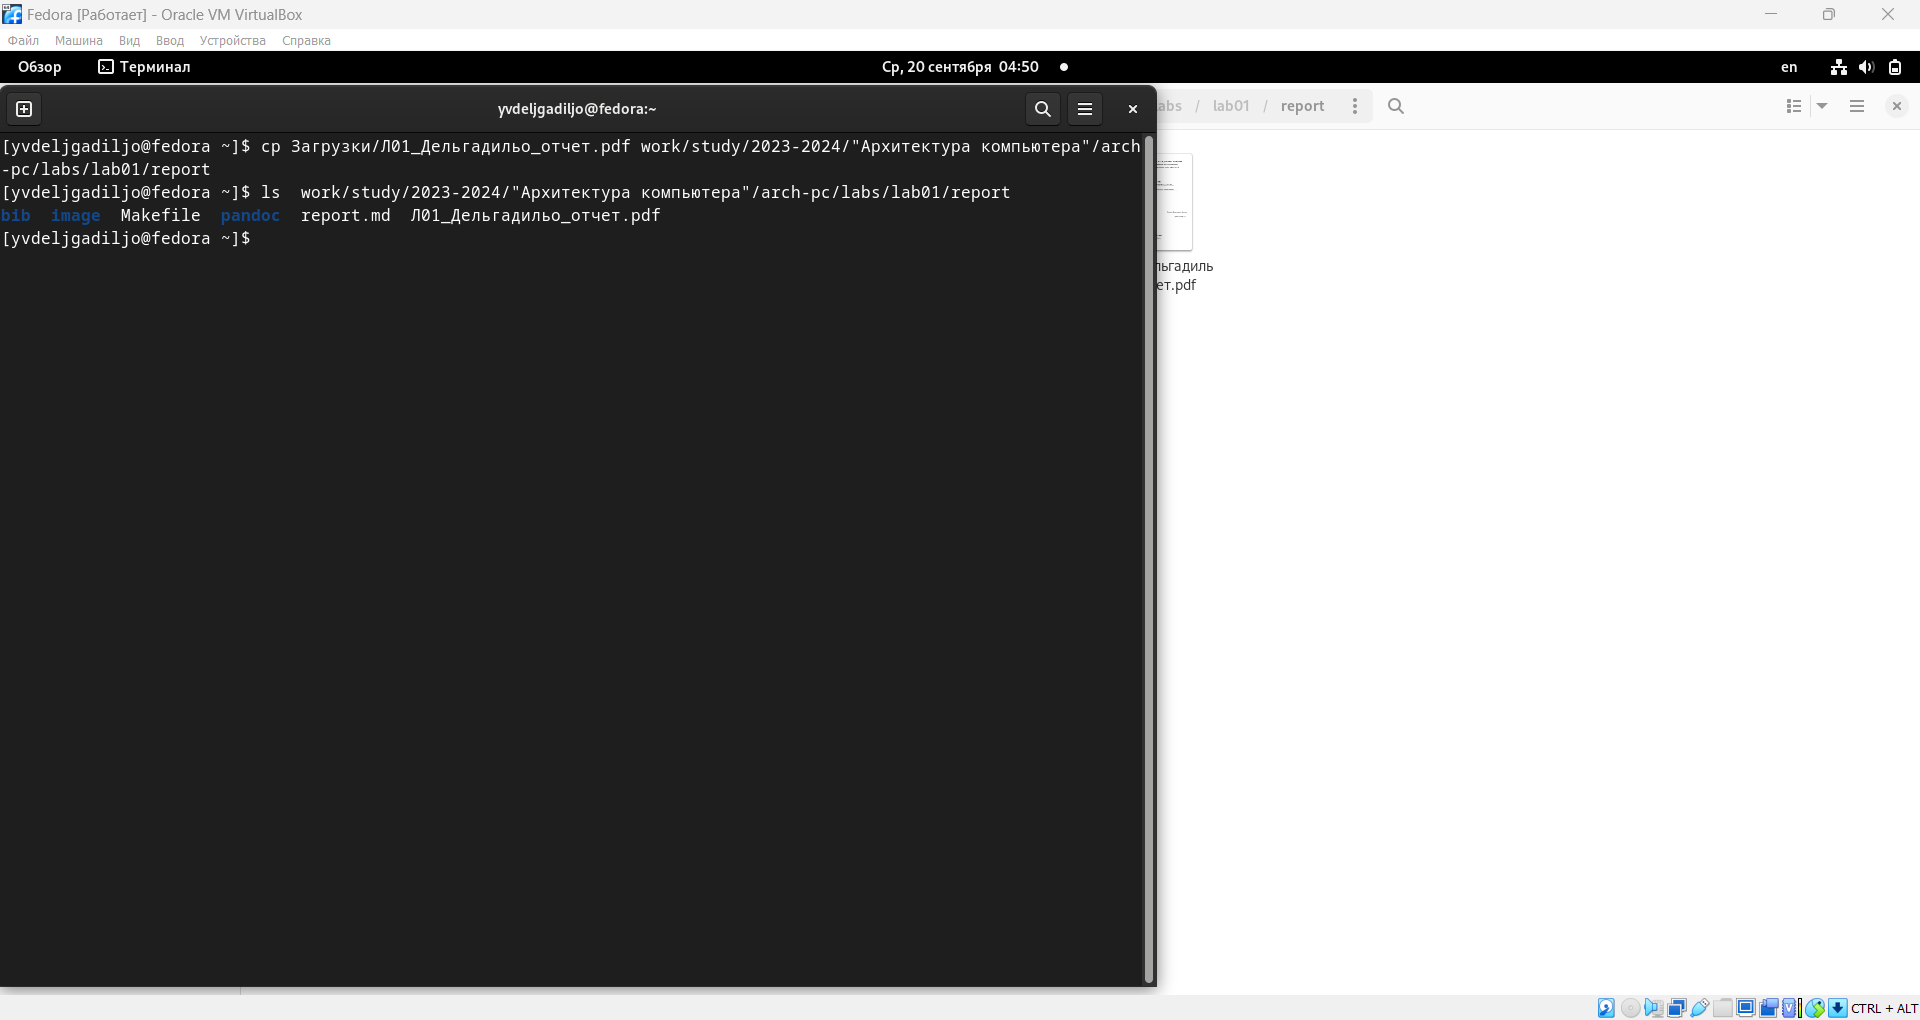 Fedora [Работает] - Oracle VM VirtualBox
Файл Машина Вид Ввод Устройства Справка
Обзор Терминал Ср, 20 сентября 04:50 en
yvdeljgadiljo@fedora:~
abs / lab01 / report
[yvdeljgadiljo@fedora ~]$ cp Загрузки/Л01_Дельгадильо_отчет.pdf work/study/2023-2024/"Архитектура компьютера"/arch
-pc/labs/lab01/report
[yvdeljgadiljo@fedora ~]$ ls  work/study/2023-2024/"Архитектура компьютера"/arch-pc/labs/lab01/report
bib  image  Makefile  pandoc  report.md  Л01_Дельгадильо_отчет.pdf
[yvdeljgadiljo@fedora ~]$
льгадиль
ет.pdf
CTRL + ALT